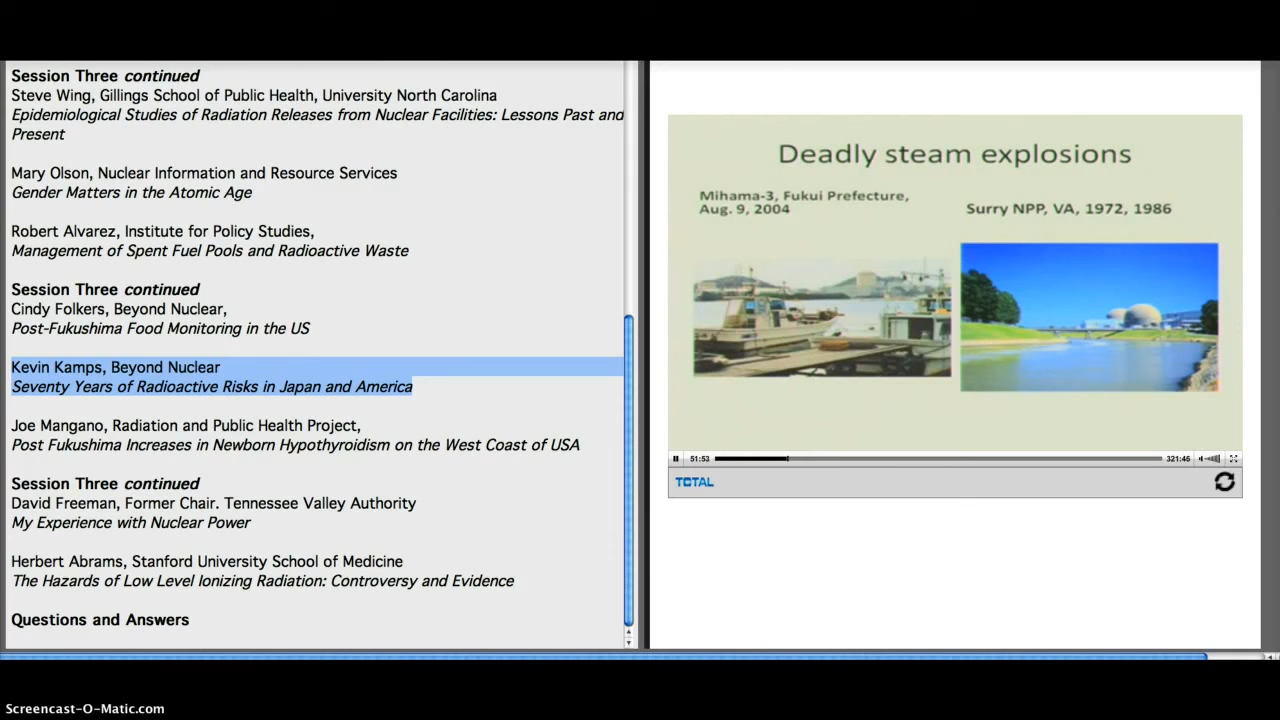 Session Three continued
Steve Wing, Gillings School of Public Health, University North Carolina
Epidemiological Studies of Radiation Releases from Nuclear Facilities: Lessons Past and
Present
Mary Olson, Nuclear Information and Resource Services
Gender Matters in the Atomic Age
Robert Alvarez, Institute for Policy Studies,
Management of Spent Fuel Pools and Radioactive Waste
Session Three continued
Cindy Folkers, Beyond Nuclear,
Post-Fukushima Food Monitoring in the US
Kevin Kamps, Beyond Nuclear
Seventy Years of Radioactive Risks in Japan and America
Joe Mangano, Radiation and Public Health Project,
Post Fukushima Increases in Newborn Hypothyroidism on the West Coast of USA
Session Three continued
David Freeman, Former Chair. Tennessee Valley Authority
My Experience with Nuclear Power
Herbert Abrams, Stanford University School of Medicine
The Hazards of Low Level Ionizing Radiation: Controversy and Evidence
Questions and Answers
Deadly steam explosions
Mihama-3, Fukui Prefecture,
Aug. 9, 2004
Surry NPP, VA, 1972, 1986
51:53
321:45
TOTAL
Screencast-O-Matic.com